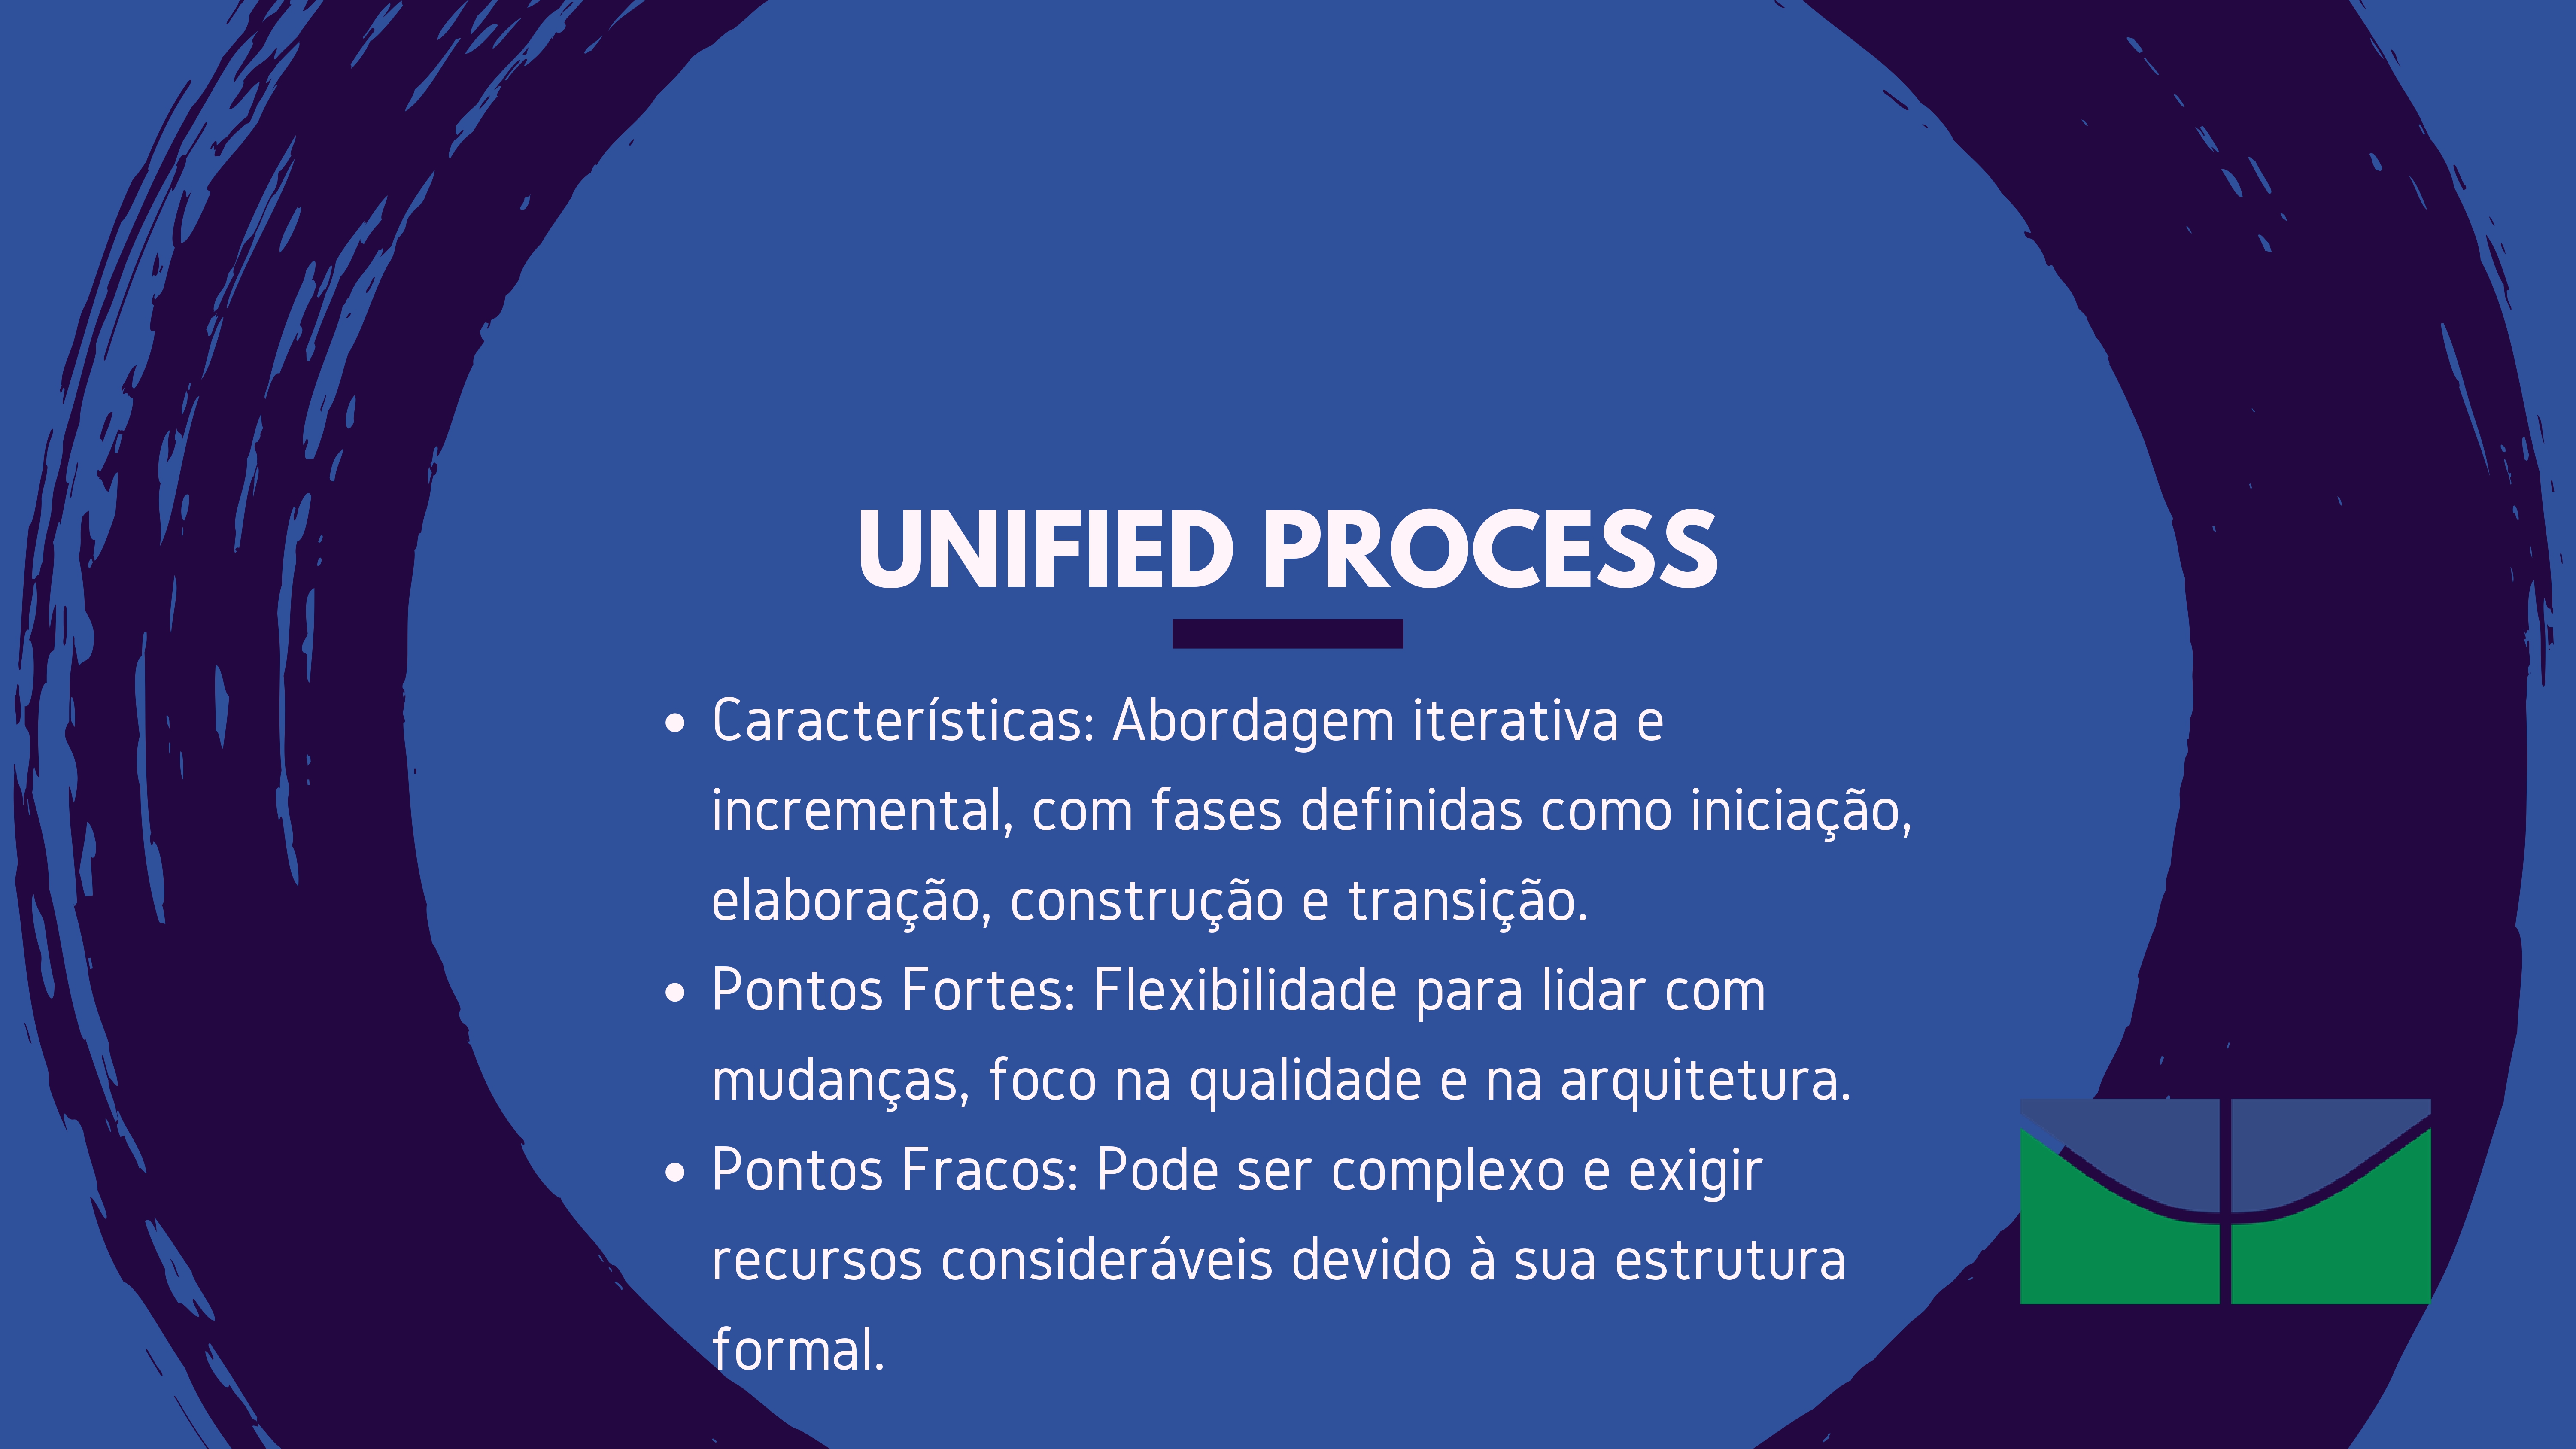 UNIFIED PROCESS
• Características: Abordagem iterativa e
incremental, com fases definidas como iniciação,
elaboração, construção e transição.
• Pontos Fortes: Flexibilidade para lidar com
mudanças, foco na qualidade e na arquitetura.
• Pontos Fracos: Pode ser complexo e exigir
recursos consideráveis devido à sua estrutura
formal.